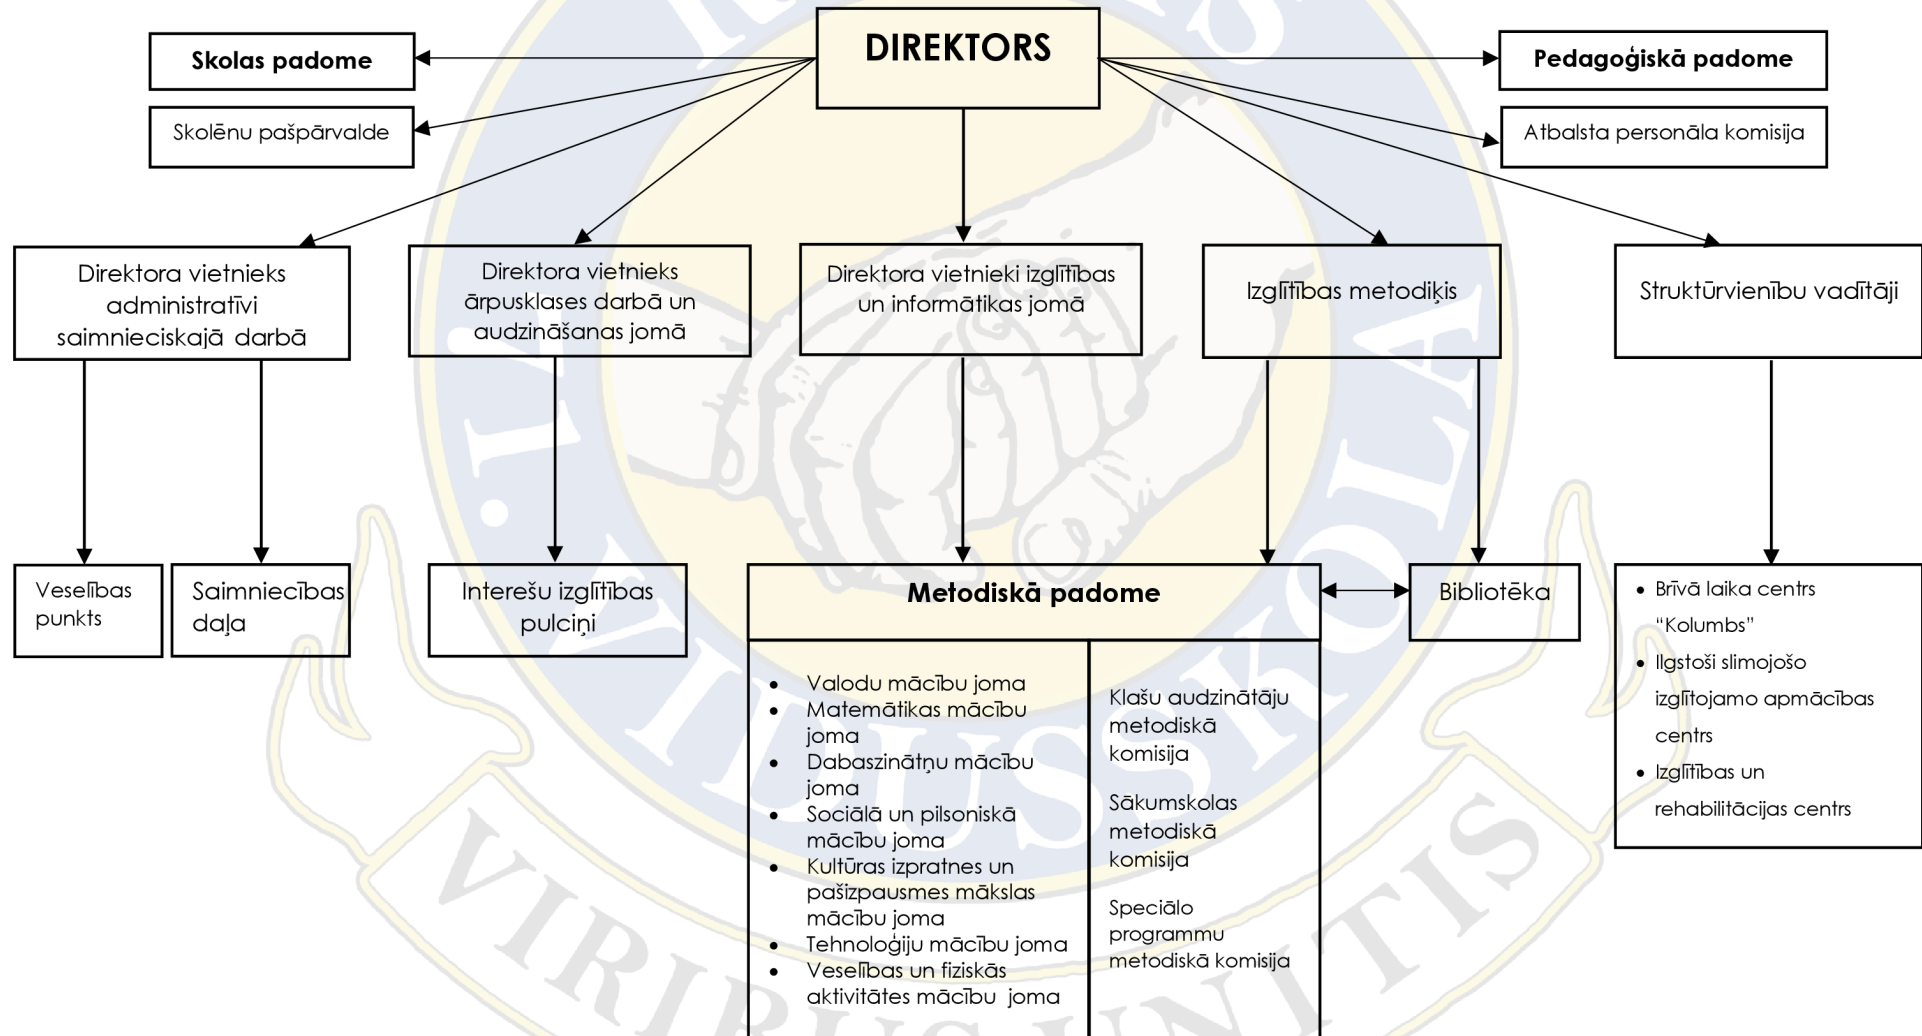 DIREKTORS
Skolas padome
Pedagoģiskā padome
Skolēnu pašpārvalde
Atbalsta personāla komisija
Direktora vietnieks
administratīvi
saimnieciskajā darbā
Direktora vietnieks
ārpusklases darbā un
audzināšanas jomā
Direktora vietnieki izglītības
un informātikas jomā
Izglītības metodiķis
Struktūrvienību vadītāji
Veselības
punkts
Saimniecības
daļa
Interešu izglītības
pulciņi
Metodiskā padome
Bibliotēka
• Brīvā laika centrs
“Kolumbs”
• Ilgstoši slimojošo
izglītojamo apmācības
centrs
• Izglītības un
rehabilitācijas centrs
• Valodu mācību joma
• Matemātikas mācību
joma
• Dabaszinātņu mācību
joma
• Sociālā un pilsoniskā
mācību joma
• Kultūras izpratnes un
pašizpausmes mākslas
mācību joma
• Tehnoloģiju mācību joma
• Veselības un fiziskās
aktivitātes mācību joma
Klašu audzinātāju
metodiskā
komisija
Sākumskolas
metodiskā
komisija
Speciālo
programmu
metodiskā komisija
VIDUSSKOLA
VIRIBUS UNITIS